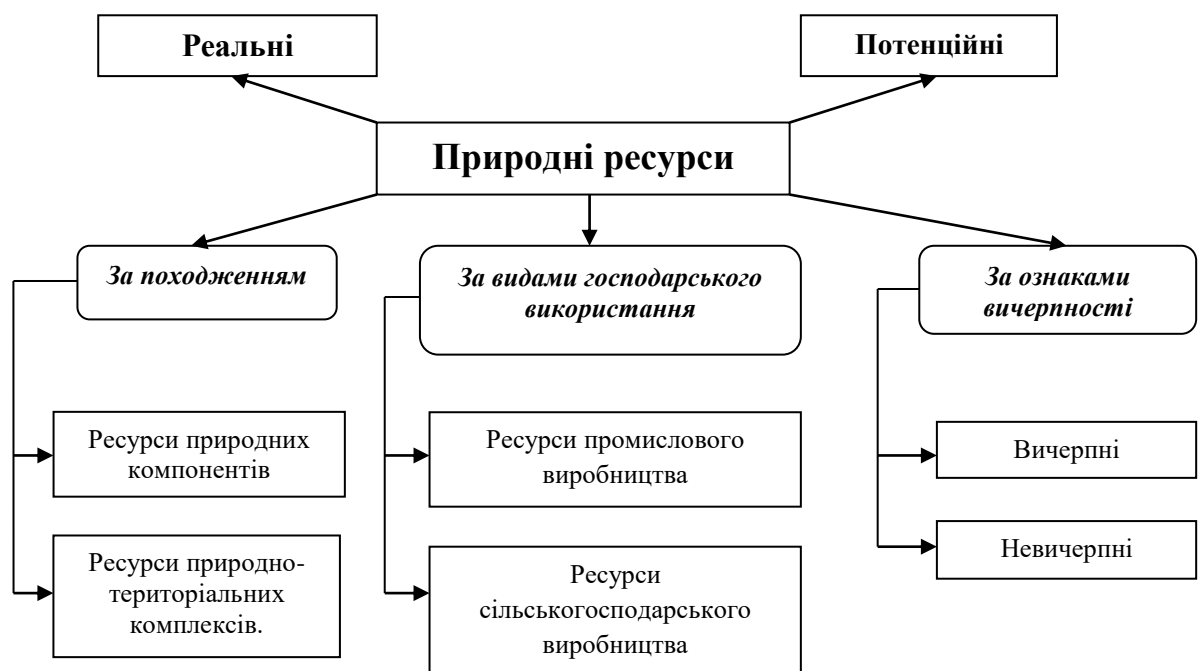 Реальні
Потенційні
Природні ресурси
За походженням
За видами господарського
використання
За ознаками
вичерпності
Ресурси природних
компонентів
Ресурси промислового
виробництва
Вичерпні
Ресурси природно-
територіальних
комплексів.
Ресурси
сільськогосподарського
виробництва
Невичерпні